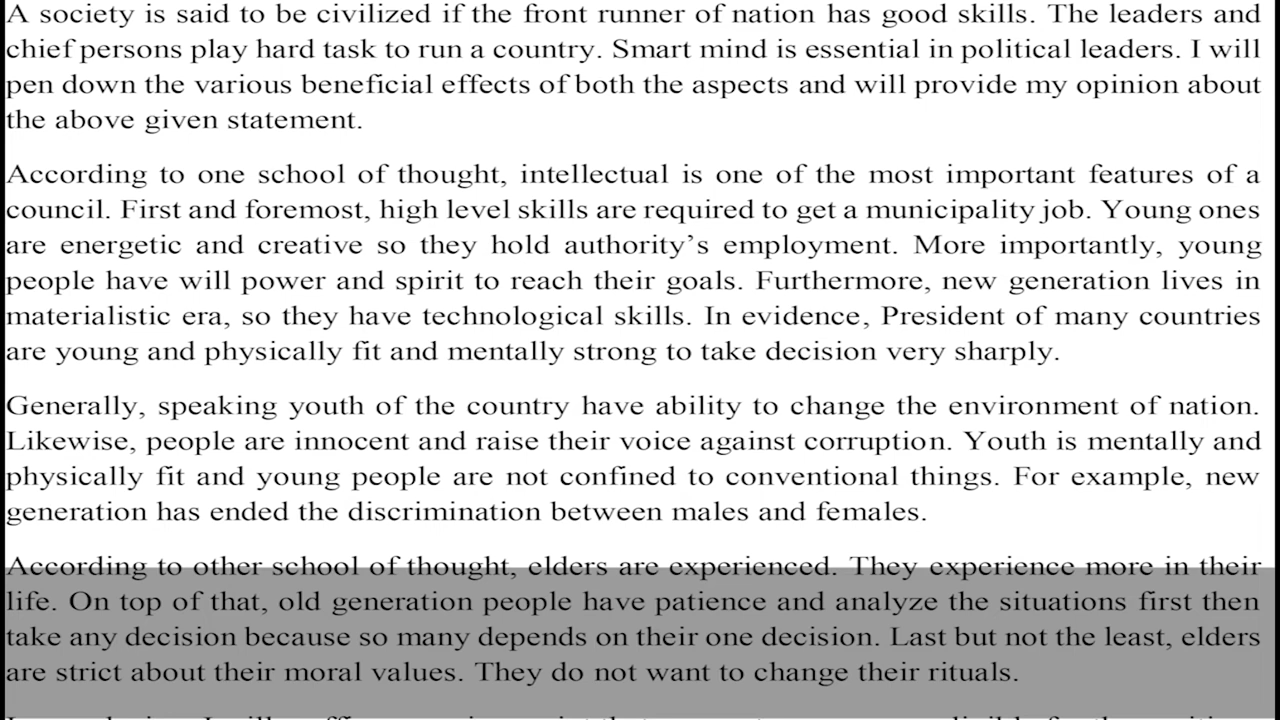 A society is said to be civilized if the front runner of nation has good skills. The leaders and
chief persons play hard task to run a country. Smart mind is essential in political leaders. I will
pen down the various beneficial effects of both the aspects and will provide my opinion about
the above given statement.
According to one school of thought, intellectual is one of the most important features of a
council. First and foremost, high level skills are required to get a municipality job. Young ones
are energetic and creative so they hold authority’s employment. More importantly, young
people have will power and spirit to reach their goals. Furthermore, new generation lives in
materialistic era, so they have technological skills. In evidence, President of many countries
are young and physically fit and mentally strong to take decision very sharply.
Generally, speaking youth of the country have ability to change the environment of nation.
Likewise, people are innocent and raise their voice against corruption. Youth is mentally and
physically fit and young people are not confined to conventional things. For example, new
generation has ended the discrimination between males and females.
According to other school of thought, elders are experienced. They experience more in their
life. On top of that, old generation people have patience and analyze the situations first then
take any decision because so many depends on their one decision. Last but not the least, elders
are strict about their moral values. They do not want to change their rituals.